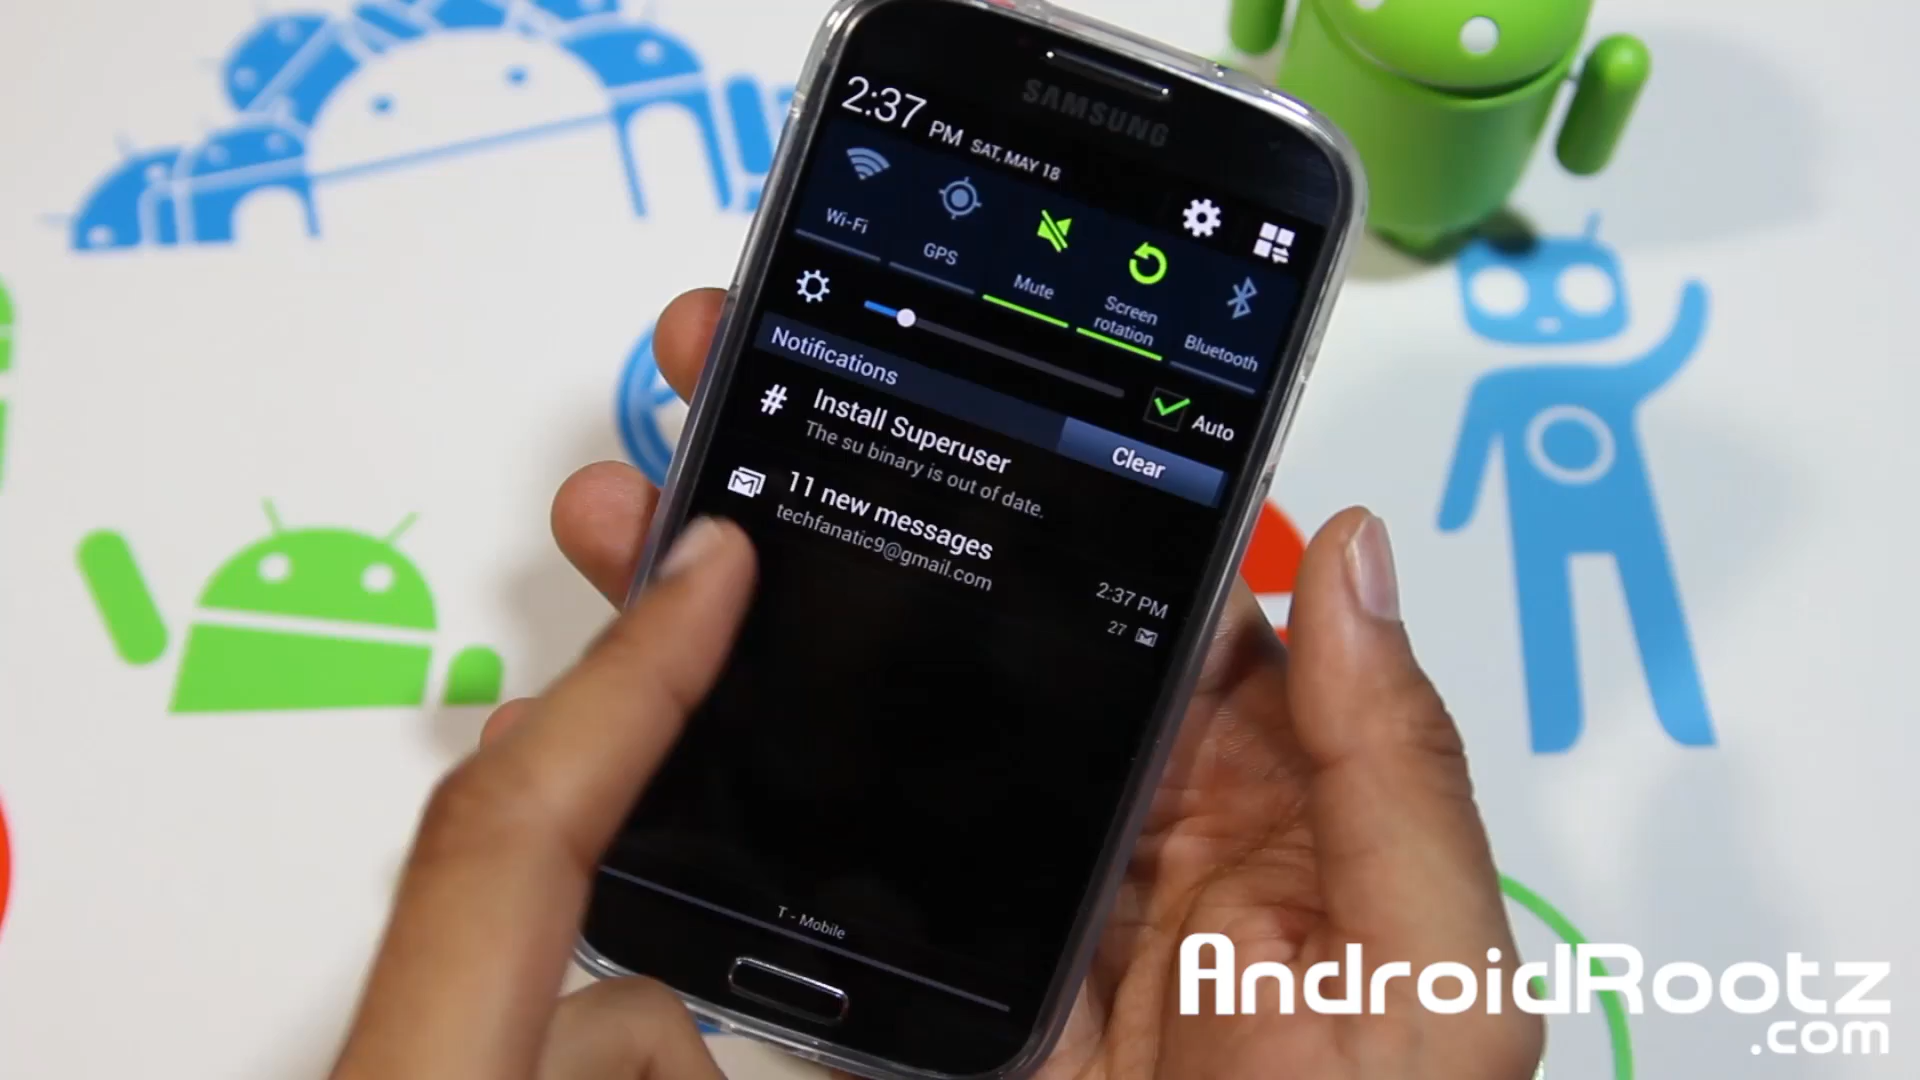 SAMSUNG
2:37 PM SAT, MAY 18
Wi-Fi
GPS
Mute
Screen
rotation
Bluetooth
Auto
Notifications
Clear
# Install Superuser
The su binary is out of date.
11 new messages
techfanatic9@gmail.com
2:37 PM
27
T - Mobile
AndroidRootz
.com